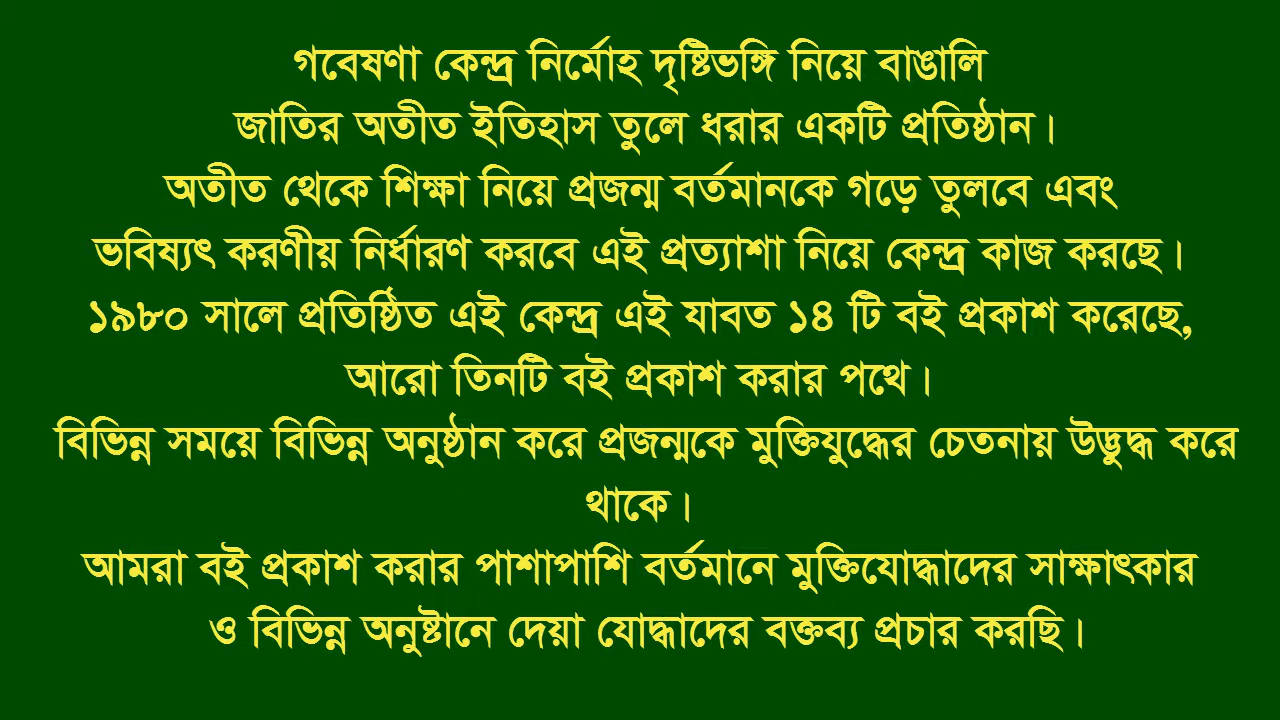 গবেষণা কেন্দ্র নির্মোহ দৃষ্টিভঙ্গি নিয়ে বাঙালি
জাতির অতীত ইতিহাস তুলে ধরার একটি প্রতিষ্ঠান।
অতীত থেকে শিক্ষা নিয়ে প্রজন্ম বর্তমানকে গড়ে তুলবে এবং
ভবিষ্যৎ করণীয় নির্ধারণ করবে এই প্রত্যাশা নিয়ে কেন্দ্র কাজ করছে।
১৯৮০ সালে প্রতিষ্ঠিত এই কেন্দ্র এই যাবত ১৪ টি বই প্রকাশ করেছে,
আরো তিনটি বই প্রকাশ করার পথে।
বিভিন্ন সময়ে বিভিন্ন অনুষ্ঠান করে প্রজন্মকে মুক্তিযুদ্ধের চেতনায় উদ্ভুদ্ধ করে
থাকে।
আমরা বই প্রকাশ করার পাশাপাশি বর্তমানে মুক্তিযোদ্ধাদের সাক্ষাৎকার
ও বিভিন্ন অনুষ্টানে দেয়া যোদ্ধাদের বক্তব্য প্রচার করছি।